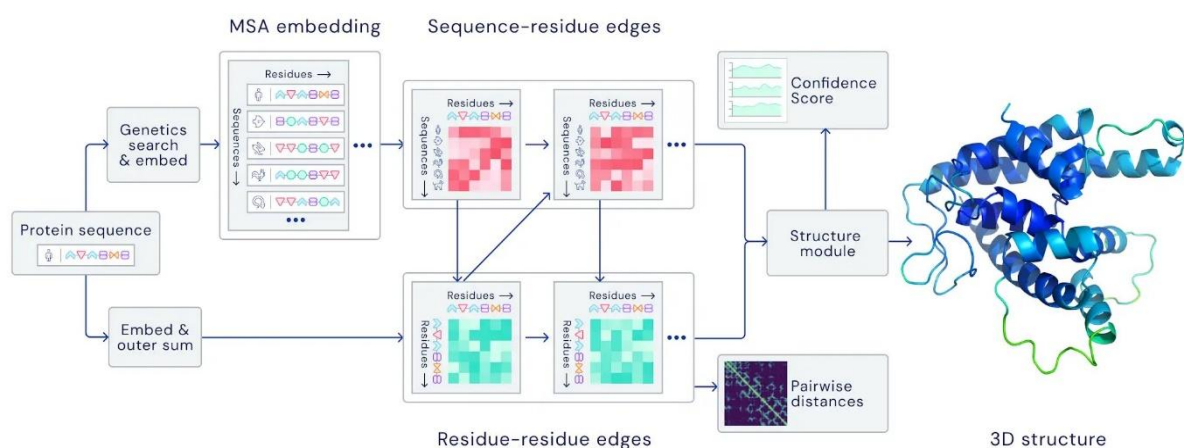 MSA embedding
Sequence–residue edges
Residues →
Sequences →
Genetics
search
& embed
Protein sequence
Embed &
outer sum
Residues →
Sequences →
Residues →
Sequences →
Confidence
Score
Structure
module
Residues →
Residues →
Residues →
Residues →
Pairwise
distances
Residue–residue edges
3D structure